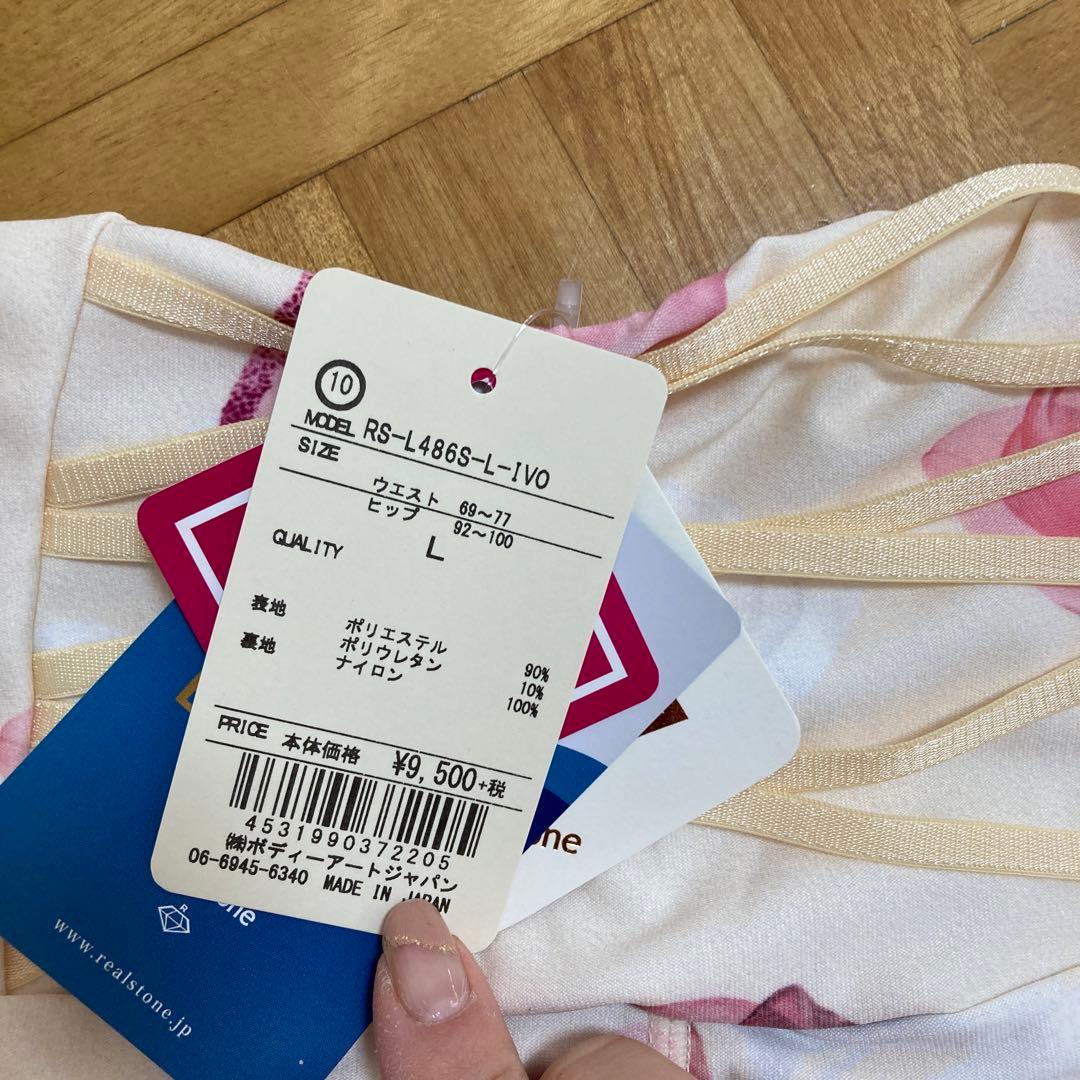 10
MODEL RS-L486S-L-IVO
SIZE
ウエスト 69～77
ヒップ 92～100
L
QUALITY
表地 ポリエステル 90%
ポリウレタン 10%
裏地 ナイロン 100%
PRICE 本体価格 ¥9,500+税
4531990372205
㈱ボディーアートジャパン
06-6945-6340 MADE IN JAPAN
one
one
R
www.realstone.jp